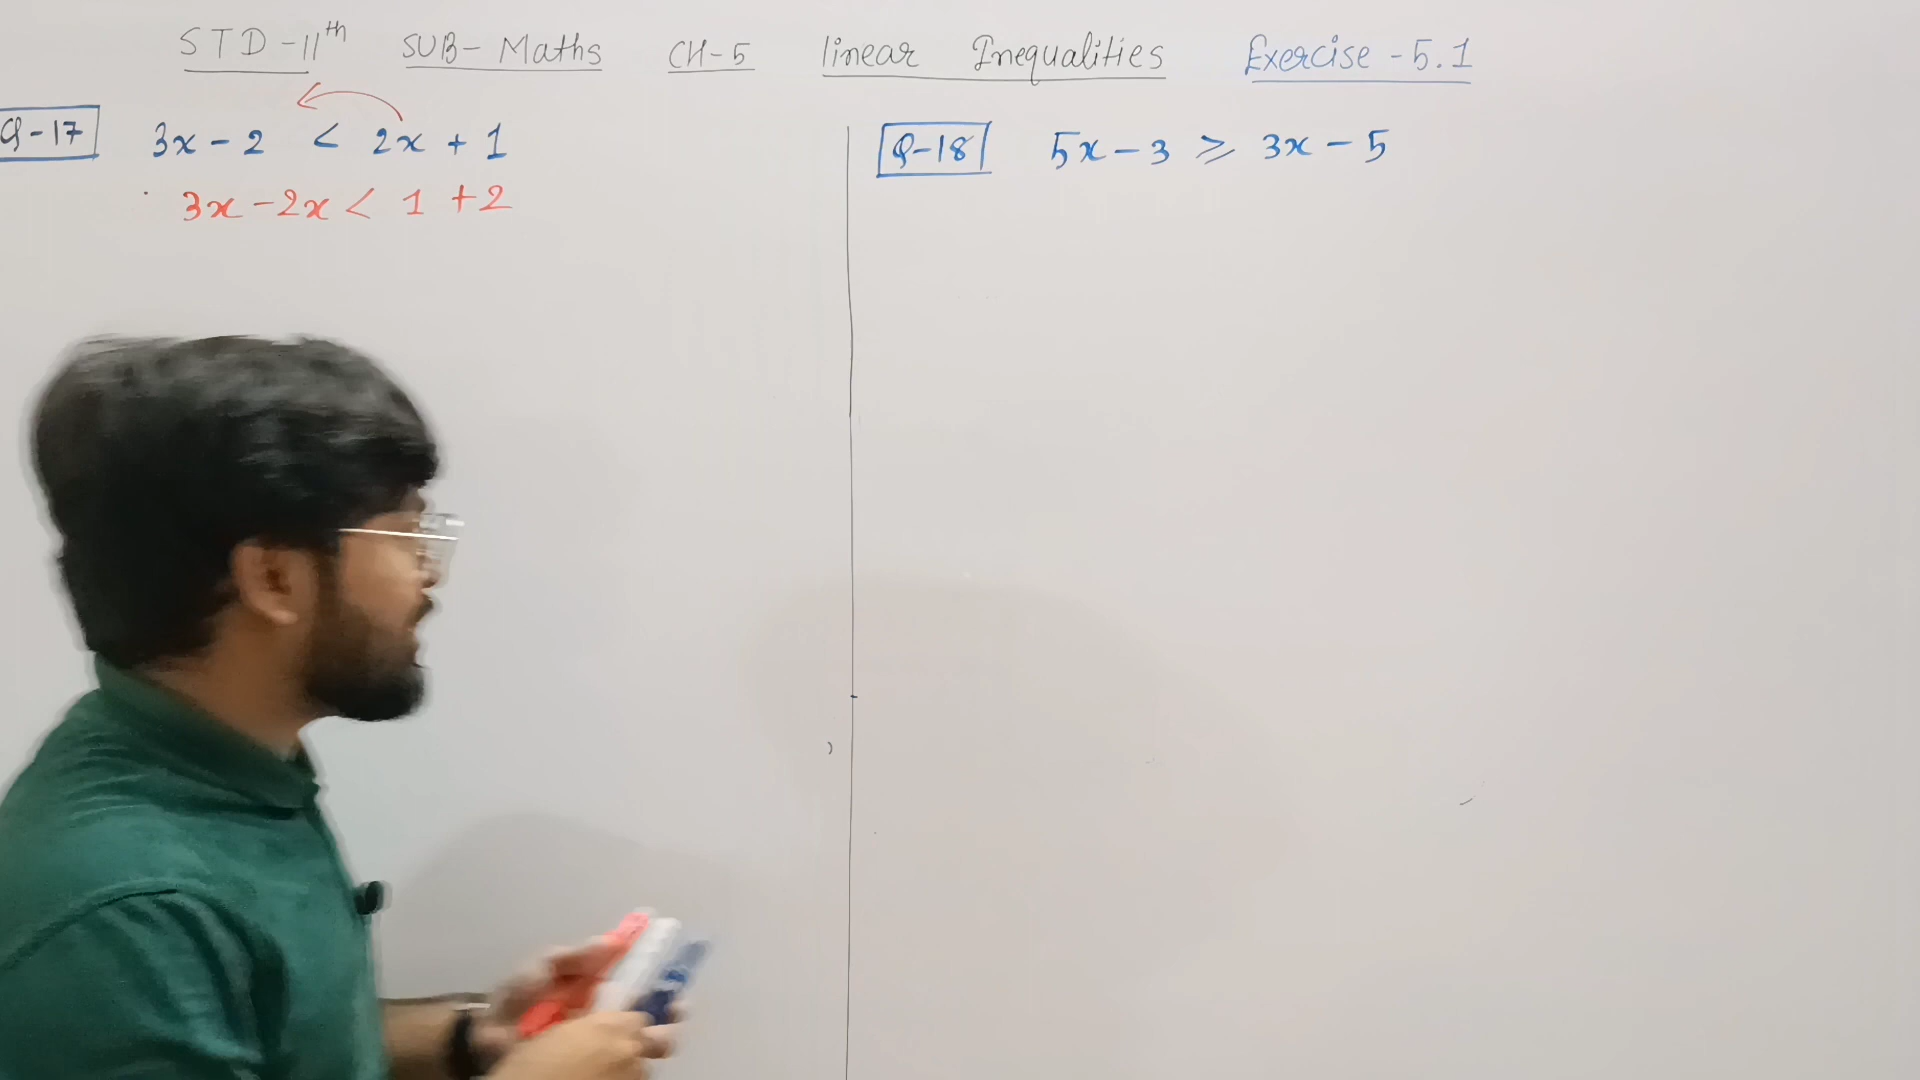 STD-11th SUB- Maths CH-5 linear Inequalities Exercise - 5.1
Q-17 3x - 2 < 2x + 1
3x - 2x < 1 + 2
Q-18 5x - 3 ⩾ 3x - 5